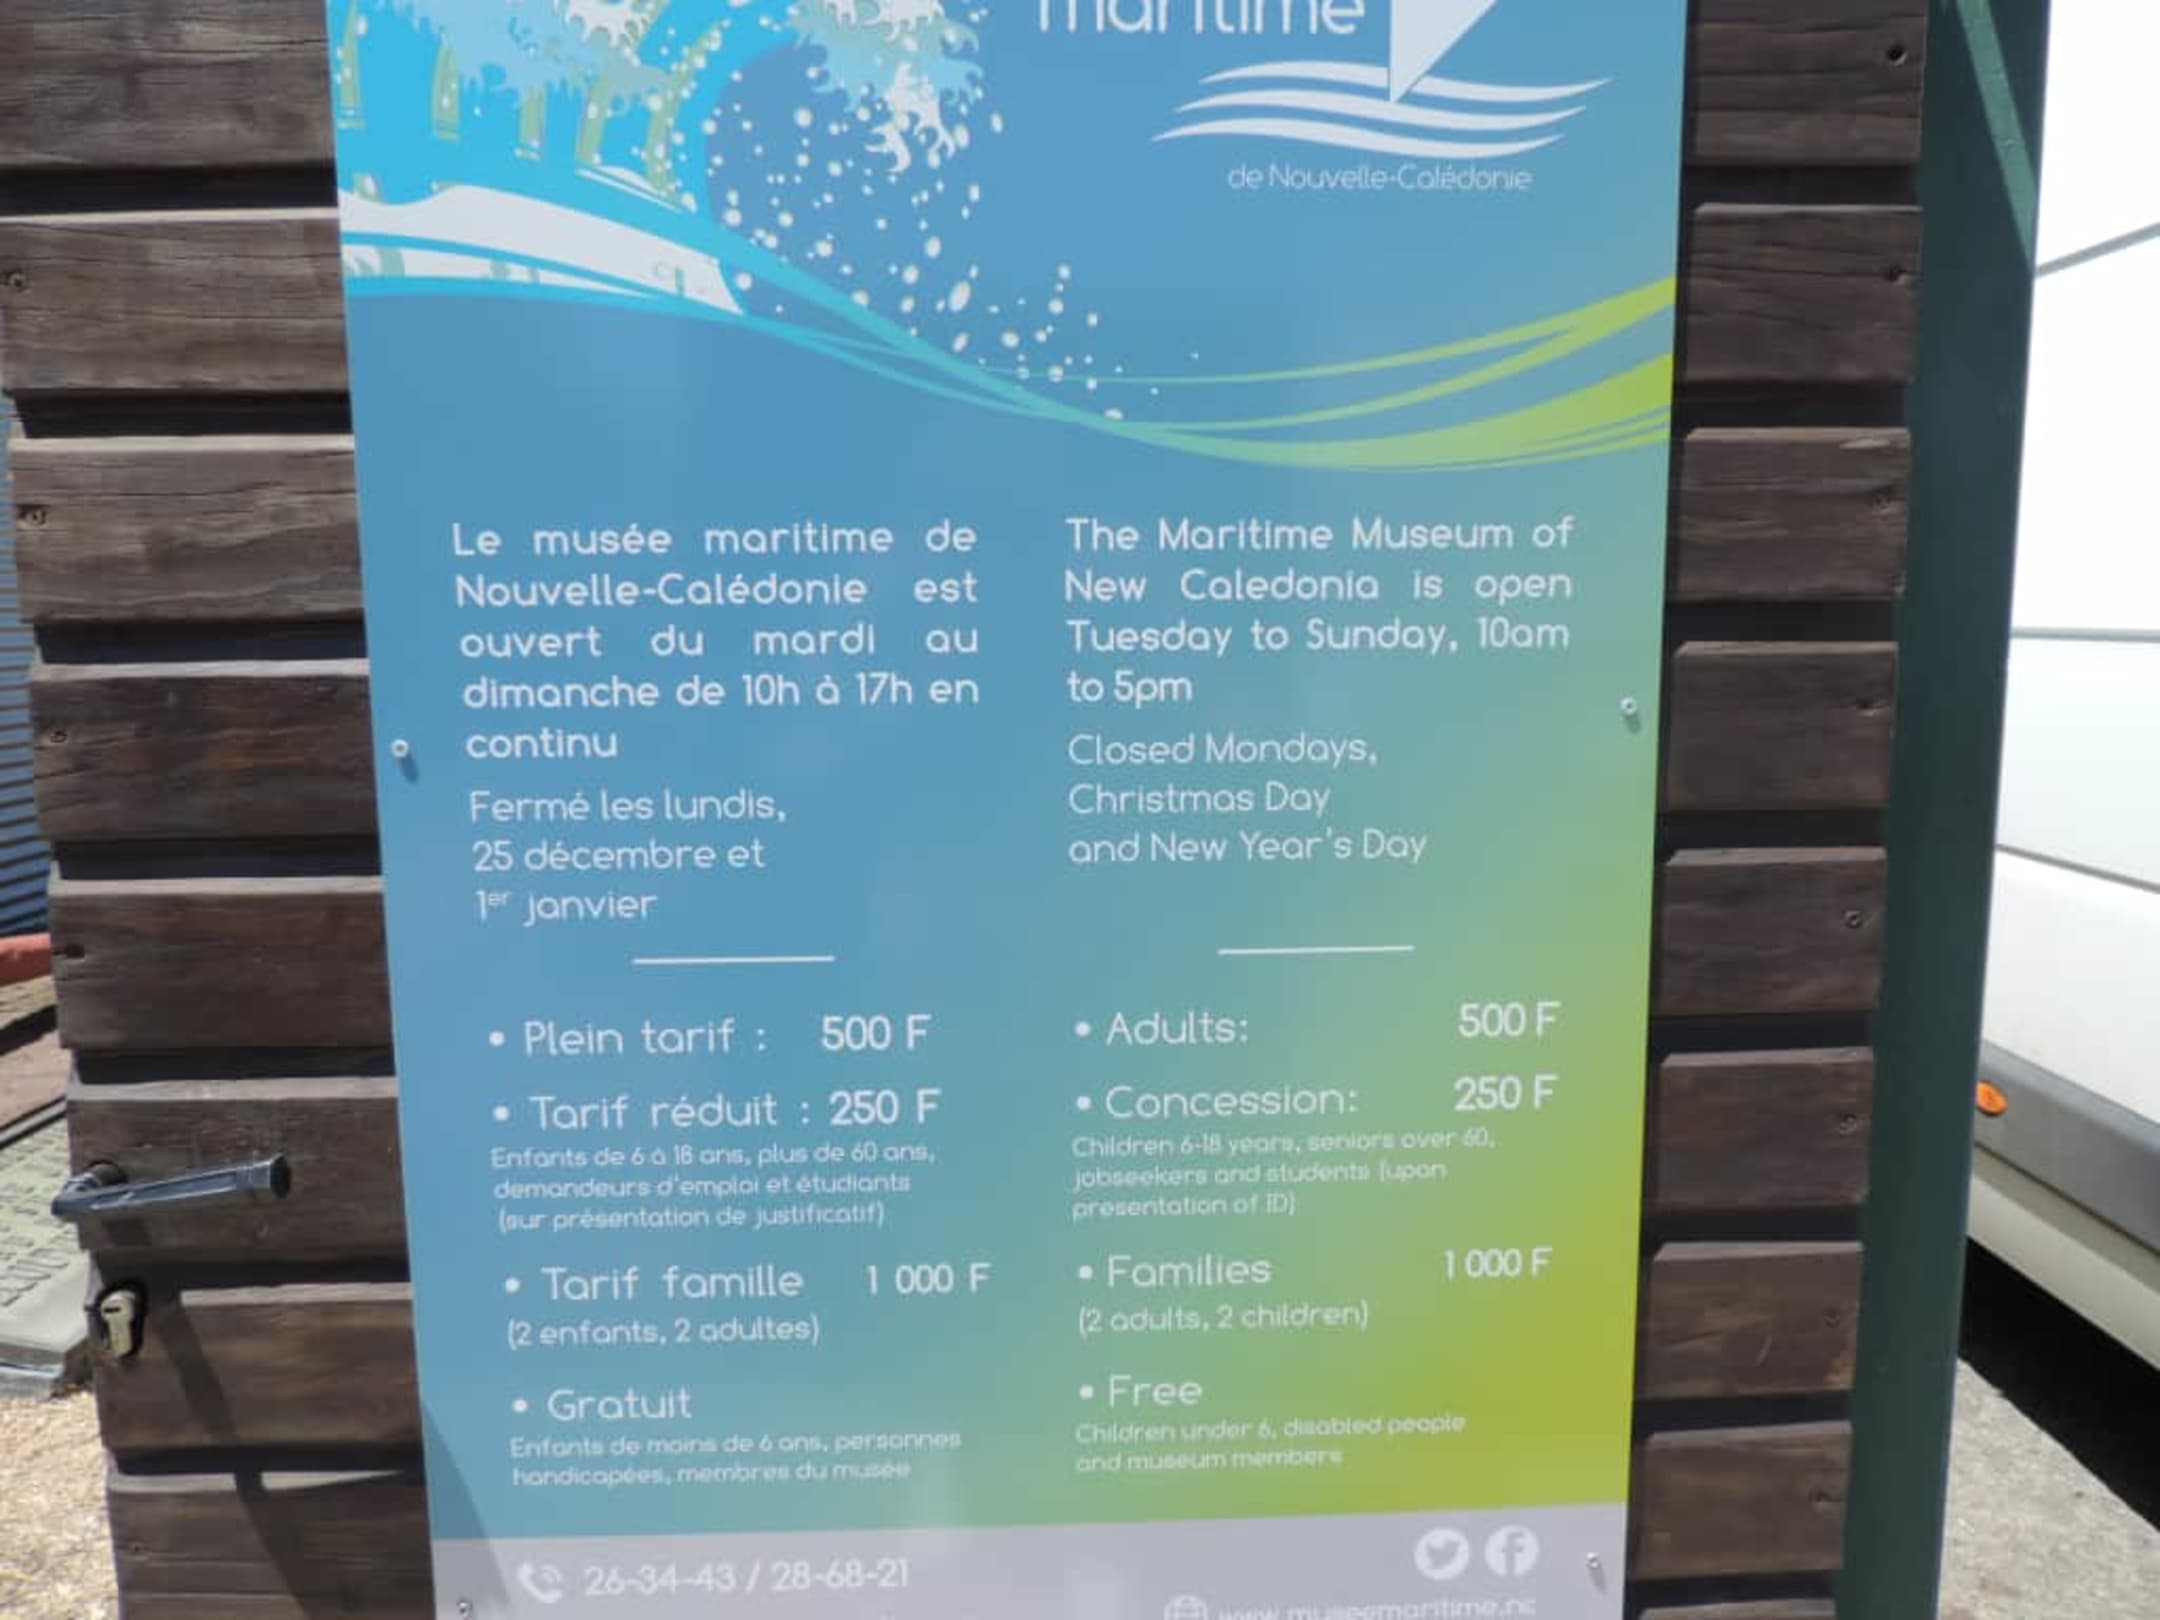 maritime
de Nouvelle-Calédonie
Le musée maritime de
Nouvelle-Calédonie est
ouvert du mardi au
dimanche de 10h à 17h en
continu
Fermé les lundis,
25 décembre et
1er janvier
• Plein tarif : 500 F
• Tarif réduit : 250 F
Enfants de 6 à 18 ans, plus de 60 ans,
demandeurs d'emploi et étudiants
(sur présentation de justificatif)
• Tarif famille 1 000 F
(2 enfants, 2 adultes)
• Gratuit
Enfants de moins de 6 ans, personnes
handicapées, membres du musée
The Maritime Museum of
New Caledonia is open
Tuesday to Sunday, 10am
to 5pm
Closed Mondays,
Christmas Day
and New Year's Day
• Adults: 500 F
• Concession: 250 F
Children 6-18 years, seniors over 60,
jobseekers and students (upon
presentation of ID)
• Families 1 000 F
(2 adults, 2 children)
• Free
Children under 6, disabled people
and museum members
26-34-43 / 28-68-21
www.museemaritime.nc